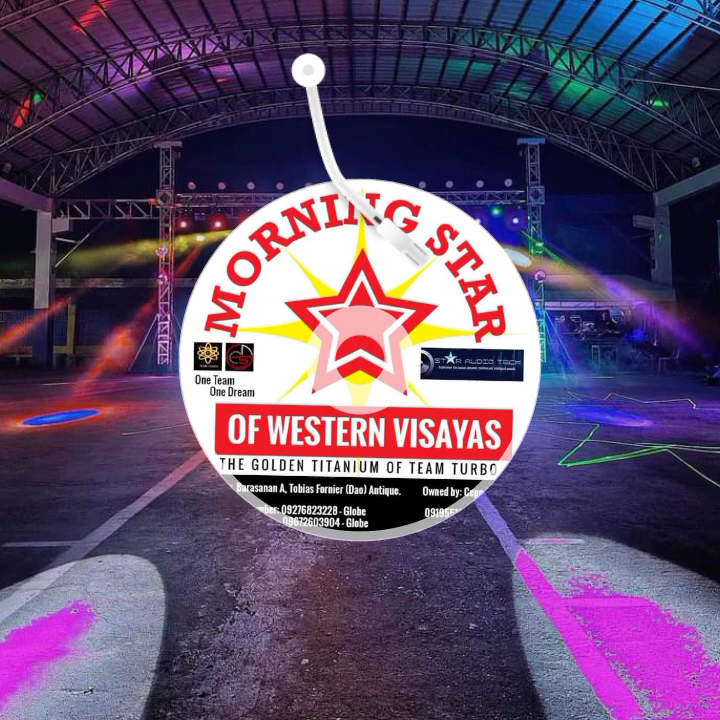 MORNING STAR
One Team
One Dream
STAR AUDIO TECH
OF WESTERN VISAYAS
THE GOLDEN TITANIUM OF TEAM TURBO
Barasanan A, Tobias Fornier (Dao) Antique. Owned by:
09276823228 - Globe
09672603904 - Globe